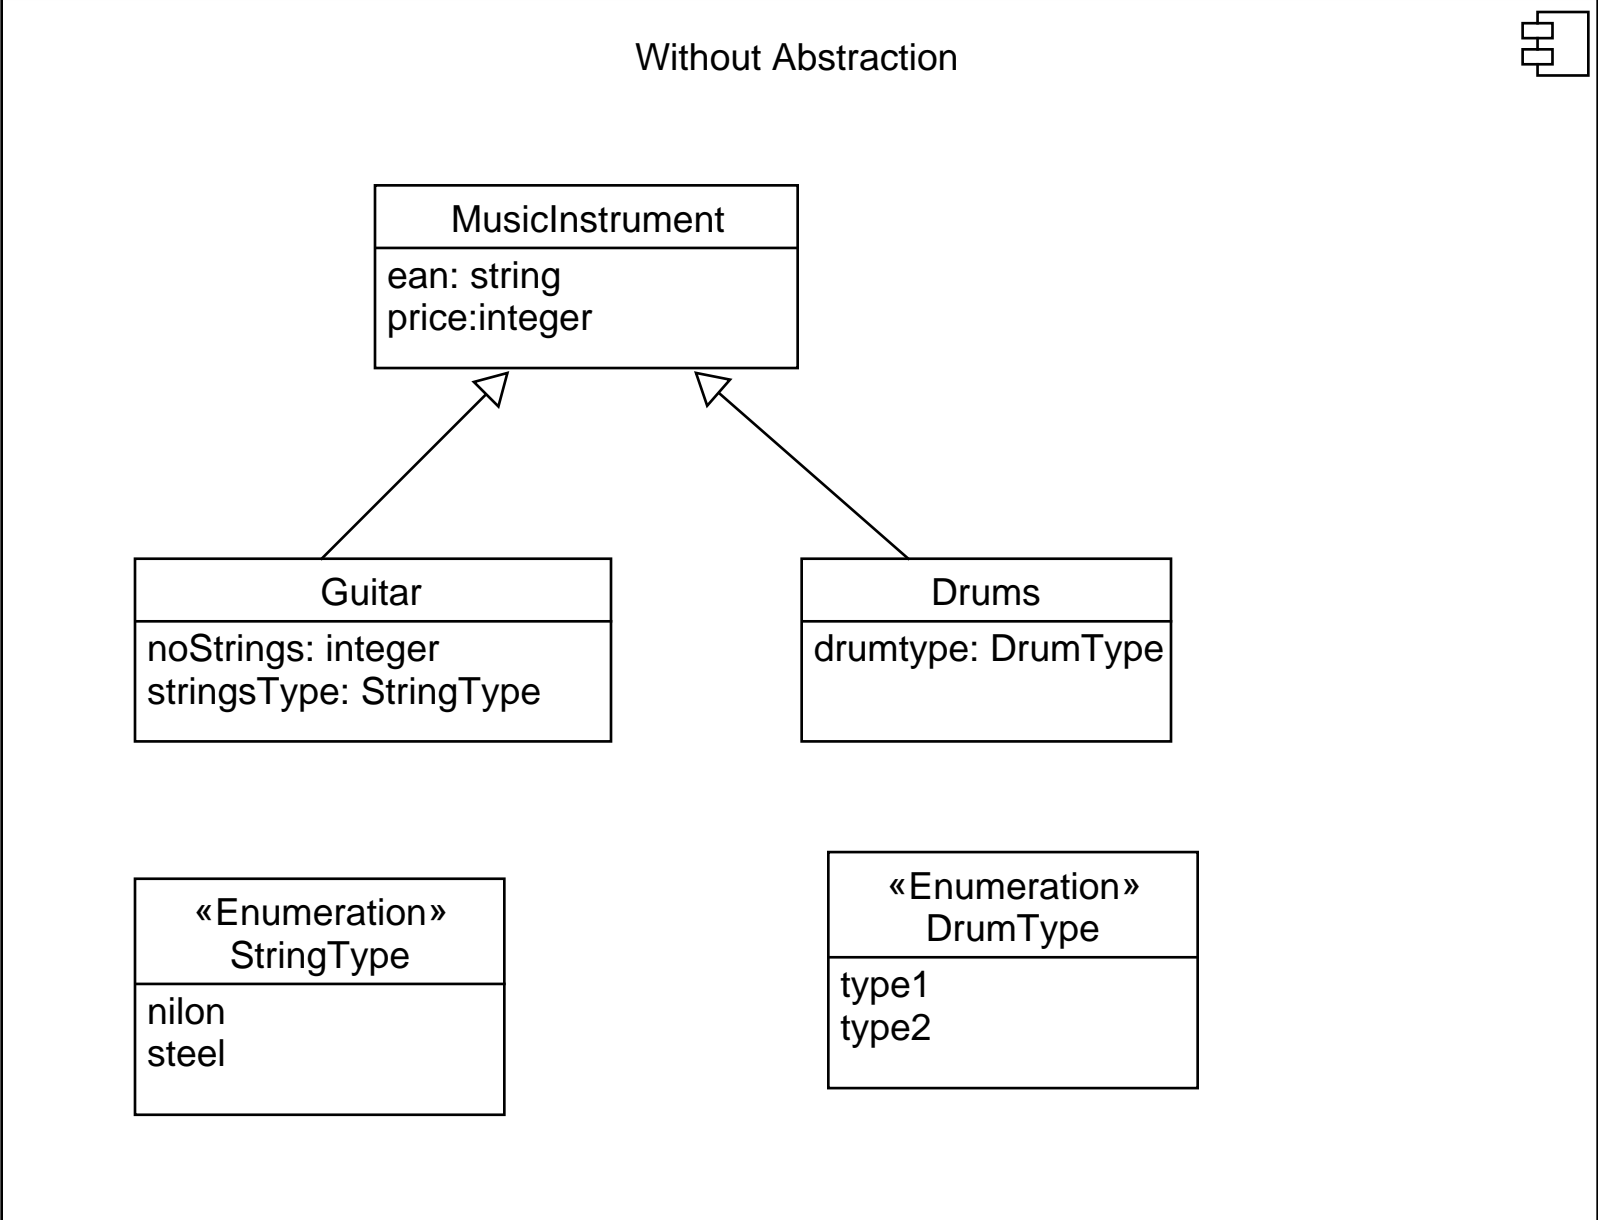 Without Abstraction
MusicInstrument
ean: string
price:integer
Guitar
noStrings: integer
stringsType: StringType
Drums
drumtype: DrumType
«Enumeration»
StringType
nilon
steel
«Enumeration»
DrumType
type1
type2